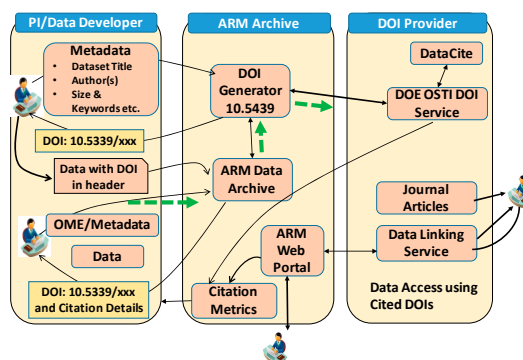 PI/Data Developer
Metadata
• Dataset Title
• Author(s)
• Size &
Keywords etc.
DOI: 10.5339/xxx
Data with DOI
in header
OME/Metadata
Data
DOI: 10.5339/xxx
and Citation Details
ARM Archive
DOI
Generator
10.5439
ARM Data
Archive
ARM
Web
Portal
Citation
Metrics
DOI Provider
DataCite
DOE OSTI DOI
Service
Journal
Articles
Data Linking
Service
Data Access using
Cited DOIs